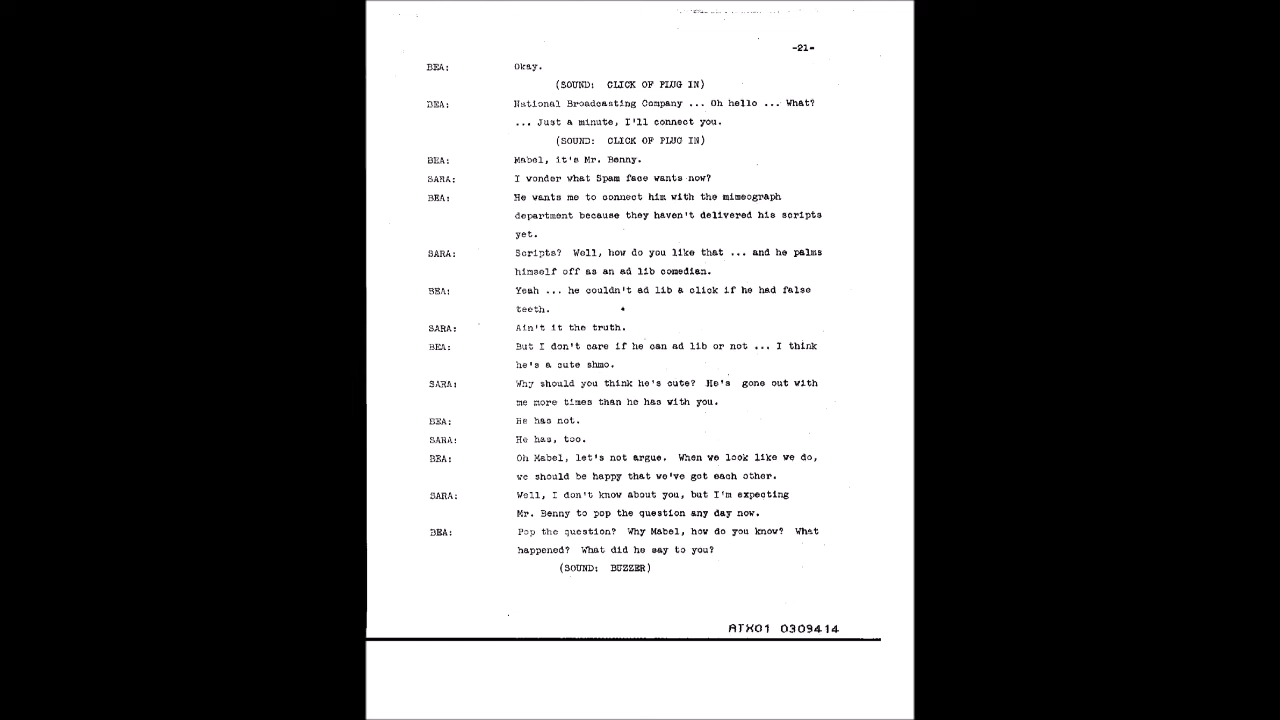 -21-
BEA: Okay.
(SOUND: CLICK OF PLUG IN)
BEA: National Broadcasting Company ... Oh hello ... What?
... Just a minute, I'll connect you.
(SOUND: CLICK OF PLUG IN)
BEA: Mabel, it's Mr. Benny.
SARA: I wonder what Spam face wants now?
BEA: He wants me to connect him with the mimeograph
department because they haven't delivered his scripts
yet.
SARA: Scripts? Well, how do you like that ... and he palms
himself off as an ad lib comedian.
BEA: Yeah ... he couldn't ad lib a click if he had false
teeth.
SARA: Ain't it the truth.
BEA: But I don't care if he can ad lib or not ... I think
he's a cute shmo.
SARA: Why should you think he's cute? He's gone out with
me more times than he has with you.
BEA: He has not.
SARA: He has, too.
BEA: Oh Mabel, let's not argue. When we look like we do,
we should be happy that we've got each other.
SARA: Well, I don't know about you, but I'm expecting
Mr. Benny to pop the question any day now.
BEA: Pop the question? Why Mabel, how do you know? What
happened? What did he say to you?
(SOUND: BUZZER)
ATX01 0309414